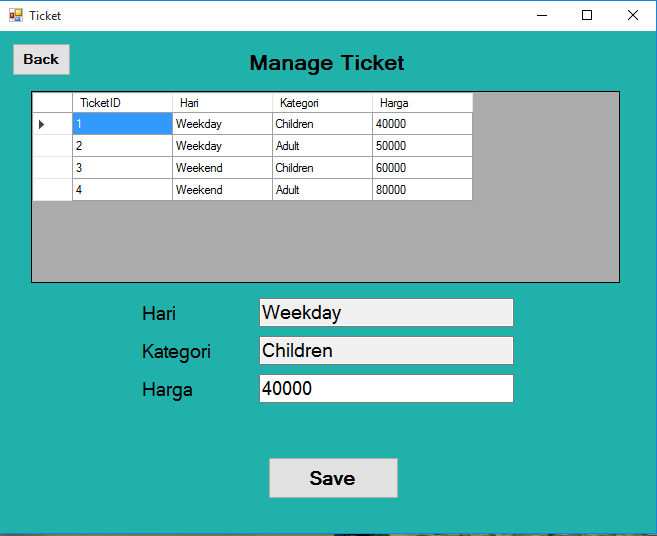 Ticket
Back
Manage Ticket
TicketID Hari Kategori Harga
1 Weekday Children 40000
2 Weekday Adult 50000
3 Weekend Children 60000
4 Weekend Adult 80000
Hari Weekday
Kategori Children
Harga 40000
Save